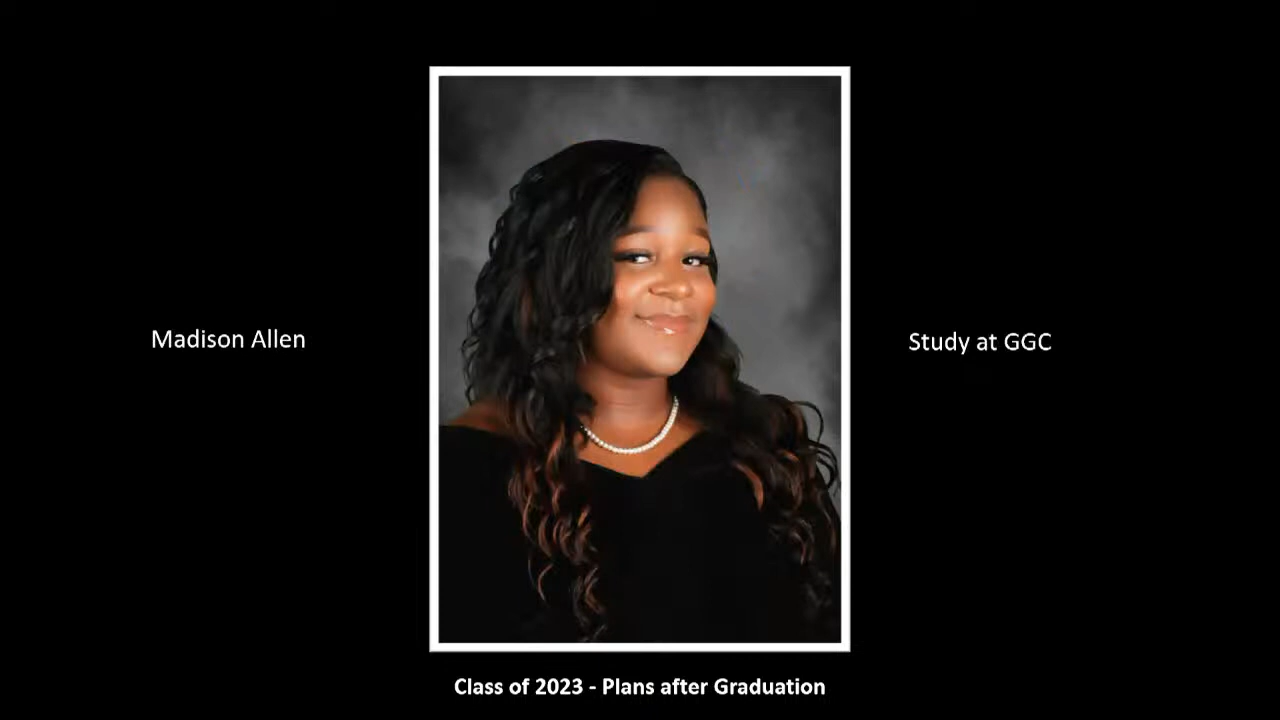 Madison Allen
Study at GGC
Class of 2023 - Plans after Graduation